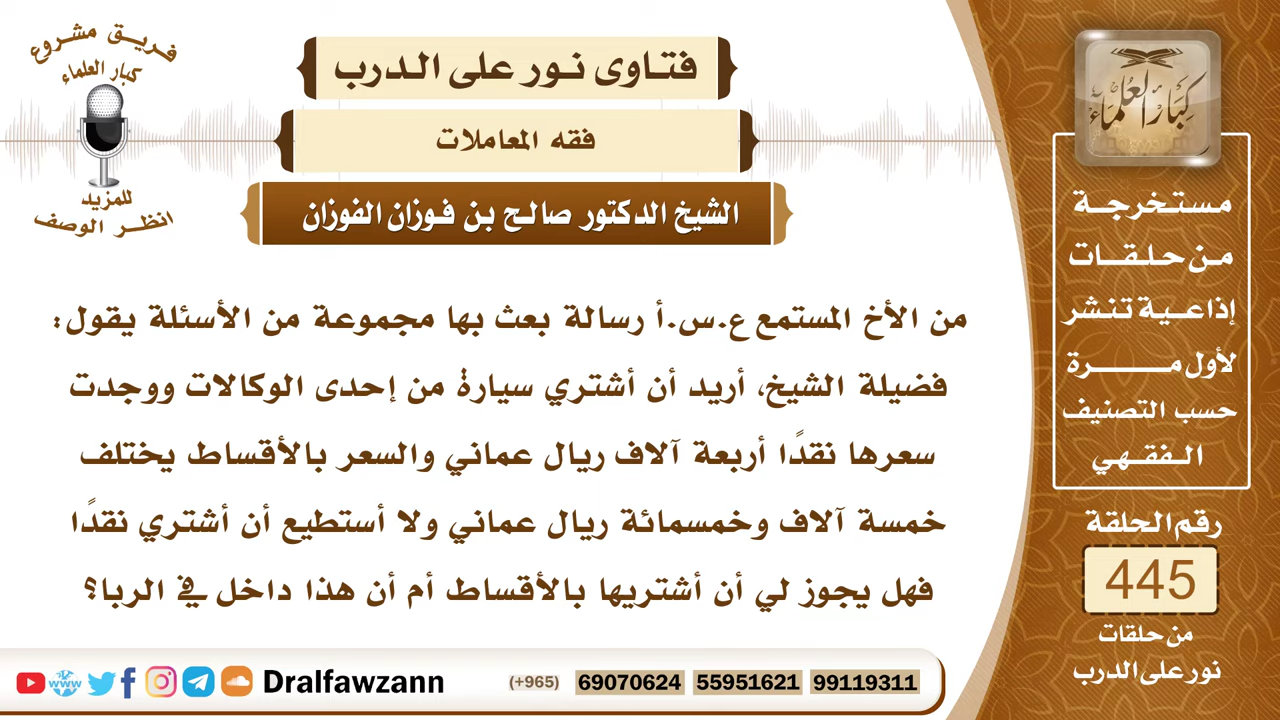 فريق مشروع
كبار العلماء
للمزيد
انظر الوصف
فتاوى نور على الدرب
فقه المعاملات
الشيخ الدكتور صالح بن فوزان الفوزان
من الأخ المستمع ع.س.أ رسالة بعث بها مجموعة من الأسئلة يقول:
فضيلة الشيخ، أريد أن أشتري سيارة من إحدى الوكالات ووجدت
سعرها نقدًا أربعة آلاف ريال عماني والسعر بالأقساط يختلف
خمسة آلاف وخمسمائة ريال عماني ولا أستطيع أن أشتري نقدًا
فهل يجوز لي أن أشتريها بالأقساط أم أن هذا داخل في الربا؟
كِبَارُ العُلَمَاء
مستخرجة
من حلقات
إذاعية تنشر
لأول مرة
حسب التصنيف
الفقهي
رقم الحلقة
445
من حلقات
نور على الدرب
www
Dralfawzann (+965) 69070624 55951621 99119311